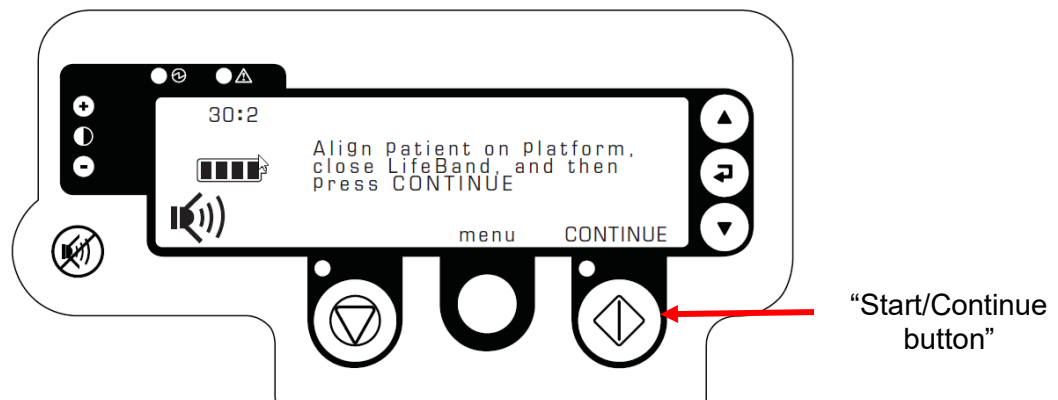 30:2
Align Patient on Platform,
close LifeBand, and then
Press CONTINUE
menu CONTINUE
“Start/Continue
button”